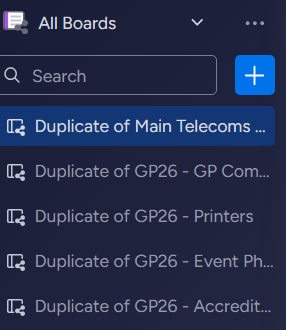 All Boards
Search
Duplicate of Main Telecoms ...
Duplicate of GP26 - GP Com...
Duplicate of GP26 - Printers
Duplicate of GP26 - Event Ph...
Duplicate of GP26 - Accredit...